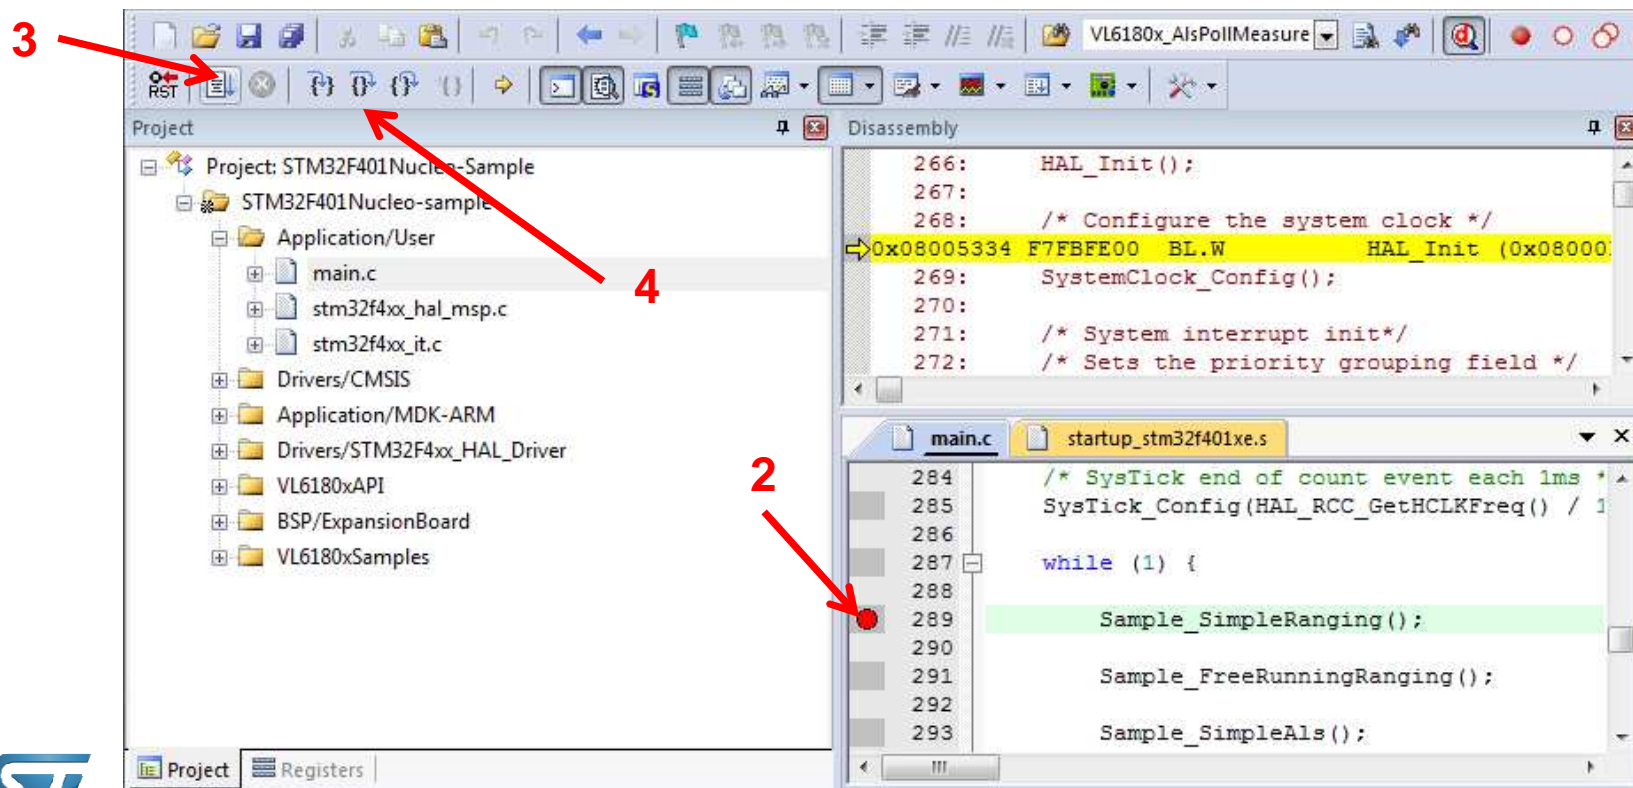 3
VL6180x_AlsPollMeasure
RST
Project
Project: STM32F401Nucleo-Sample
STM32F401Nucleo-sample
Application/User
main.c
stm32f4xx_hal_msp.c
stm32f4xx_it.c
Drivers/CMSIS
Application/MDK-ARM
Drivers/STM32F4xx_HAL_Driver
VL6180xAPI
BSP/ExpansionBoard
VL6180xSamples
4
2
Project
Registers
Disassembly
266: HAL_Init();
267:
268: /* Configure the system clock */
0x08005334 F7FBFE00 BL.W HAL_Init (0x08000
269: SystemClock_Config();
270:
271: /* System interrupt init*/
272: /* Sets the priority grouping field */
main.c
startup_stm32f401xe.s
284 /* SysTick end of count event each 1ms *
285 SysTick_Config(HAL_RCC_GetHCLKFreq() / 1
286
287 while (1) {
288
289 Sample_SimpleRanging();
290
291 Sample_FreeRunningRanging();
292
293 Sample_SimpleAls();